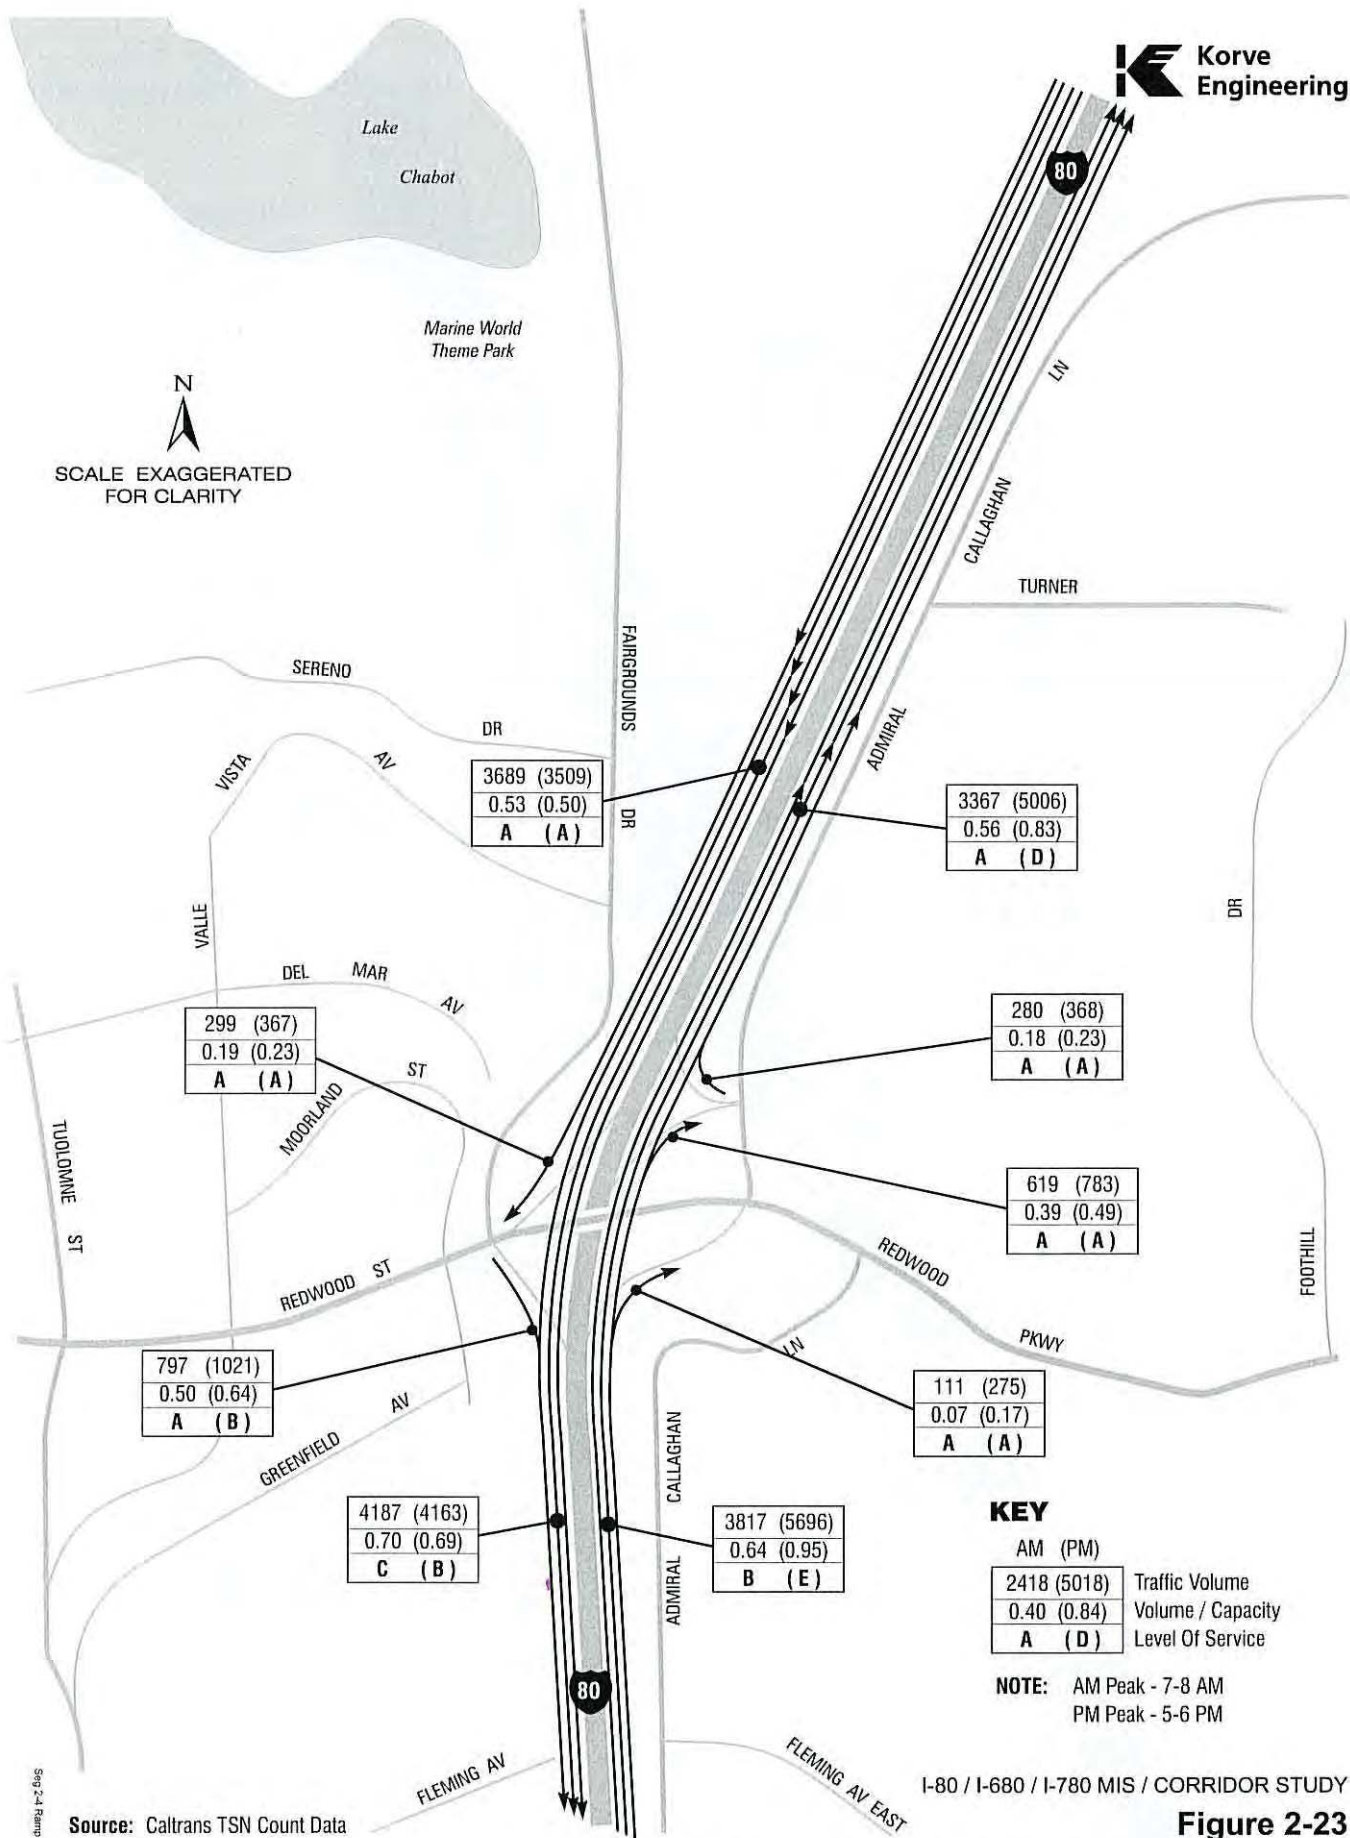 Korve
Engineering
80
Lake
Chabot
Marine World
Theme Park
N
SCALE EXAGGERATED
FOR CLARITY
LN
CALLAGHAN
TURNER
FAIRGROUNDS
SERENO
DR
ADMIRAL
VISTA
AV
3689 (3509)
0.53 (0.50)
A (A)
DR
3367 (5006)
0.56 (0.83)
A (D)
DR
VALLE
DEL MAR
AV
299 (367)
0.19 (0.23)
A (A)
280 (368)
0.18 (0.23)
A (A)
ST
MOORLAND
TUOLOMNE
ST
619 (783)
0.39 (0.49)
A (A)
REDWOOD ST
REDWOOD
PKWY
FOOTHILL
LN
797 (1021)
0.50 (0.64)
A (B)
AV
GREENFIELD
111 (275)
0.07 (0.17)
A (A)
CALLAGHAN
4187 (4163)
0.70 (0.69)
C (B)
3817 (5696)
0.64 (0.95)
B (E)
ADMIRAL
KEY
AM (PM)
2418 (5018) Traffic Volume
0.40 (0.84) Volume / Capacity
A (D) Level Of Service
NOTE: AM Peak - 7-8 AM
PM Peak - 5-6 PM
80
FLEMING AV
FLEMING AV EAST
I-80 / I-680 / I-780 MIS / CORRIDOR STUDY
Figure 2-23
Seg 2-4 Ramp
Source: Caltrans TSN Count Data